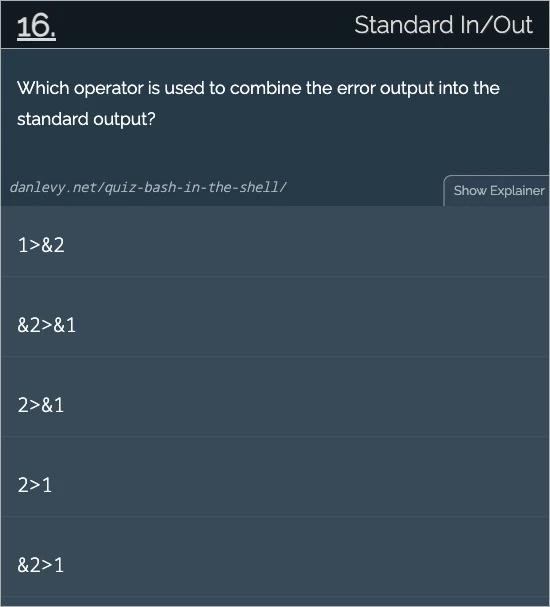 16.
Standard In/Out
Which operator is used to combine the error output into the
standard output?
danlevy.net/quiz-bash-in-the-shell/
Show Explainer
1>&2
&2>&1
2>&1
2>1
&2>1